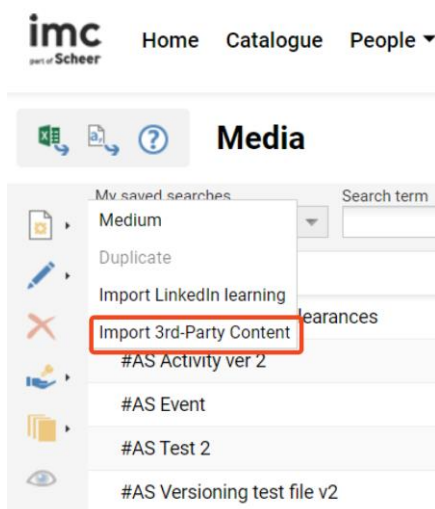 imc
part of Scheer
Home Catalogue People
Media
My saved searches Search term
Medium
Duplicate
Import LinkedIn learning
earances
Import 3rd-Party Content
#AS Activity ver 2
#AS Event
#AS Test 2
#AS Versioning test file v2